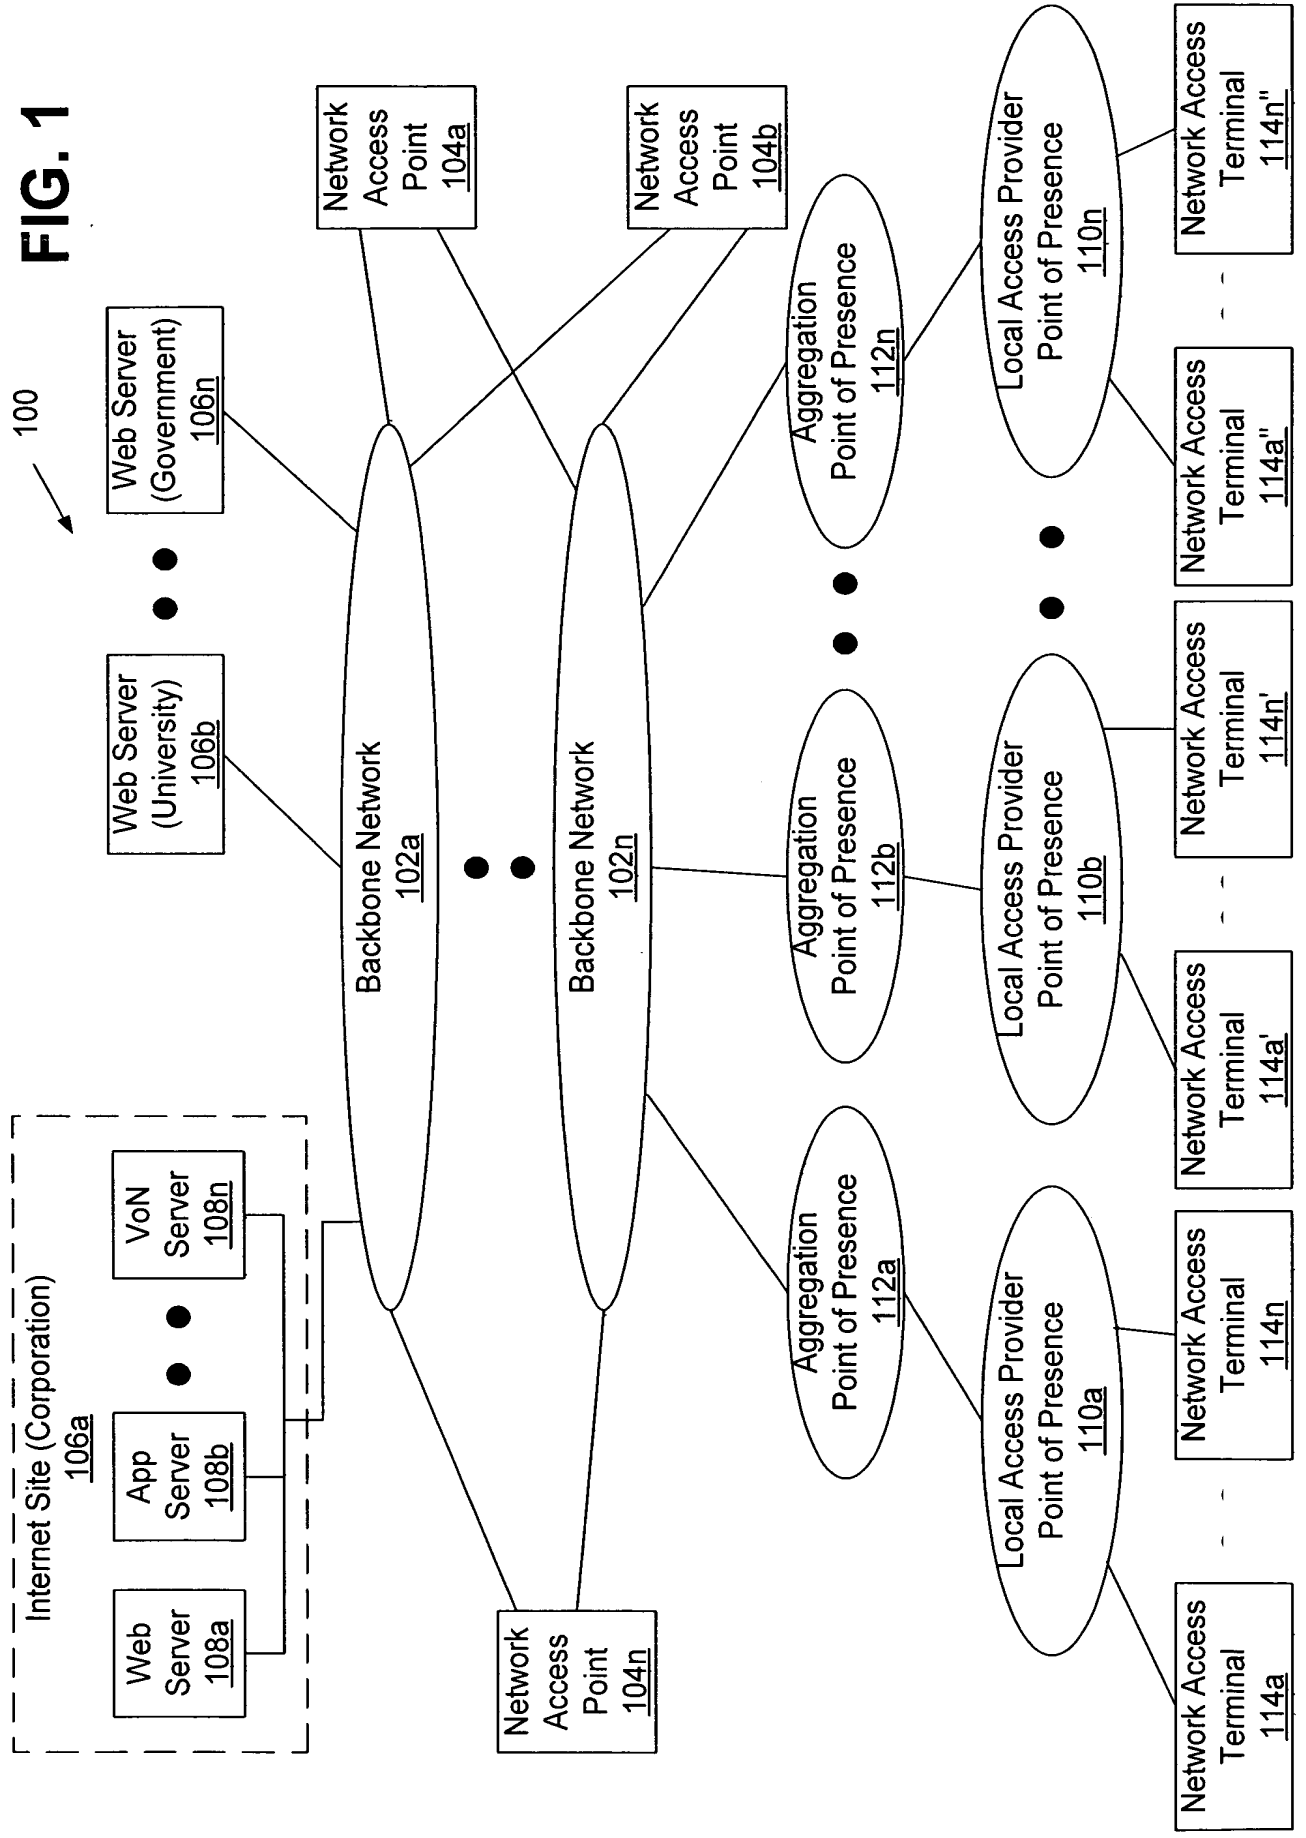 FIG. 1
100
Internet Site (Corporation)
106a
Web
Server
108a
App
Server
108b
VoN
Server
108n
Web Server
(University)
106b
Web Server
(Government)
106n
Network
Access
Point
104a
Backbone Network
102a
Network
Access
Point
104n
Backbone Network
102n
Network
Access
Point
104b
Aggregation
Point of Presence
112a
Aggregation
Point of Presence
112b
Aggregation
Point of Presence
112n
Local Access Provider
Point of Presence
110a
Local Access Provider
Point of Presence
110b
Local Access Provider
Point of Presence
110n
Network Access
Terminal
114a
Network Access
Terminal
114n
Network Access
Terminal
114a'
Network Access
Terminal
114n'
Network Access
Terminal
114a"
Network Access
Terminal
114n"